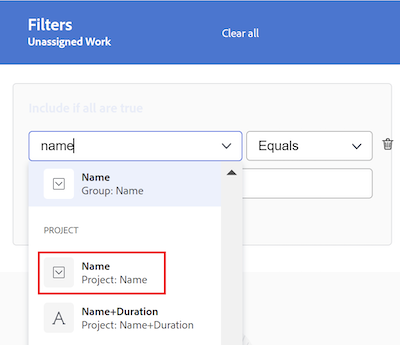 Filters
Unassigned Work
Clear all
Include if all are true
name
Equals
Name
Group: Name
PROJECT
Name
Project: Name
A
Name+Duration
Project: Name+Duration